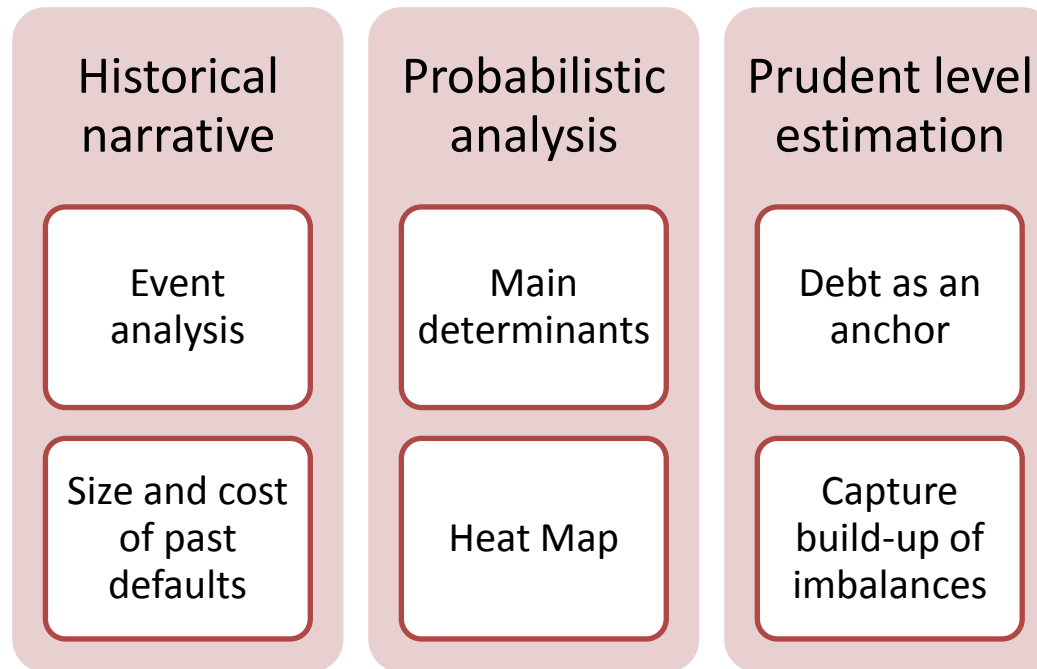 Historical
narrative
Event
analysis
Size and cost
of past
defaults
Probabilistic
analysis
Main
determinants
Heat Map
Prudent level
estimation
Debt as an
anchor
Capture
build-up of
imbalances